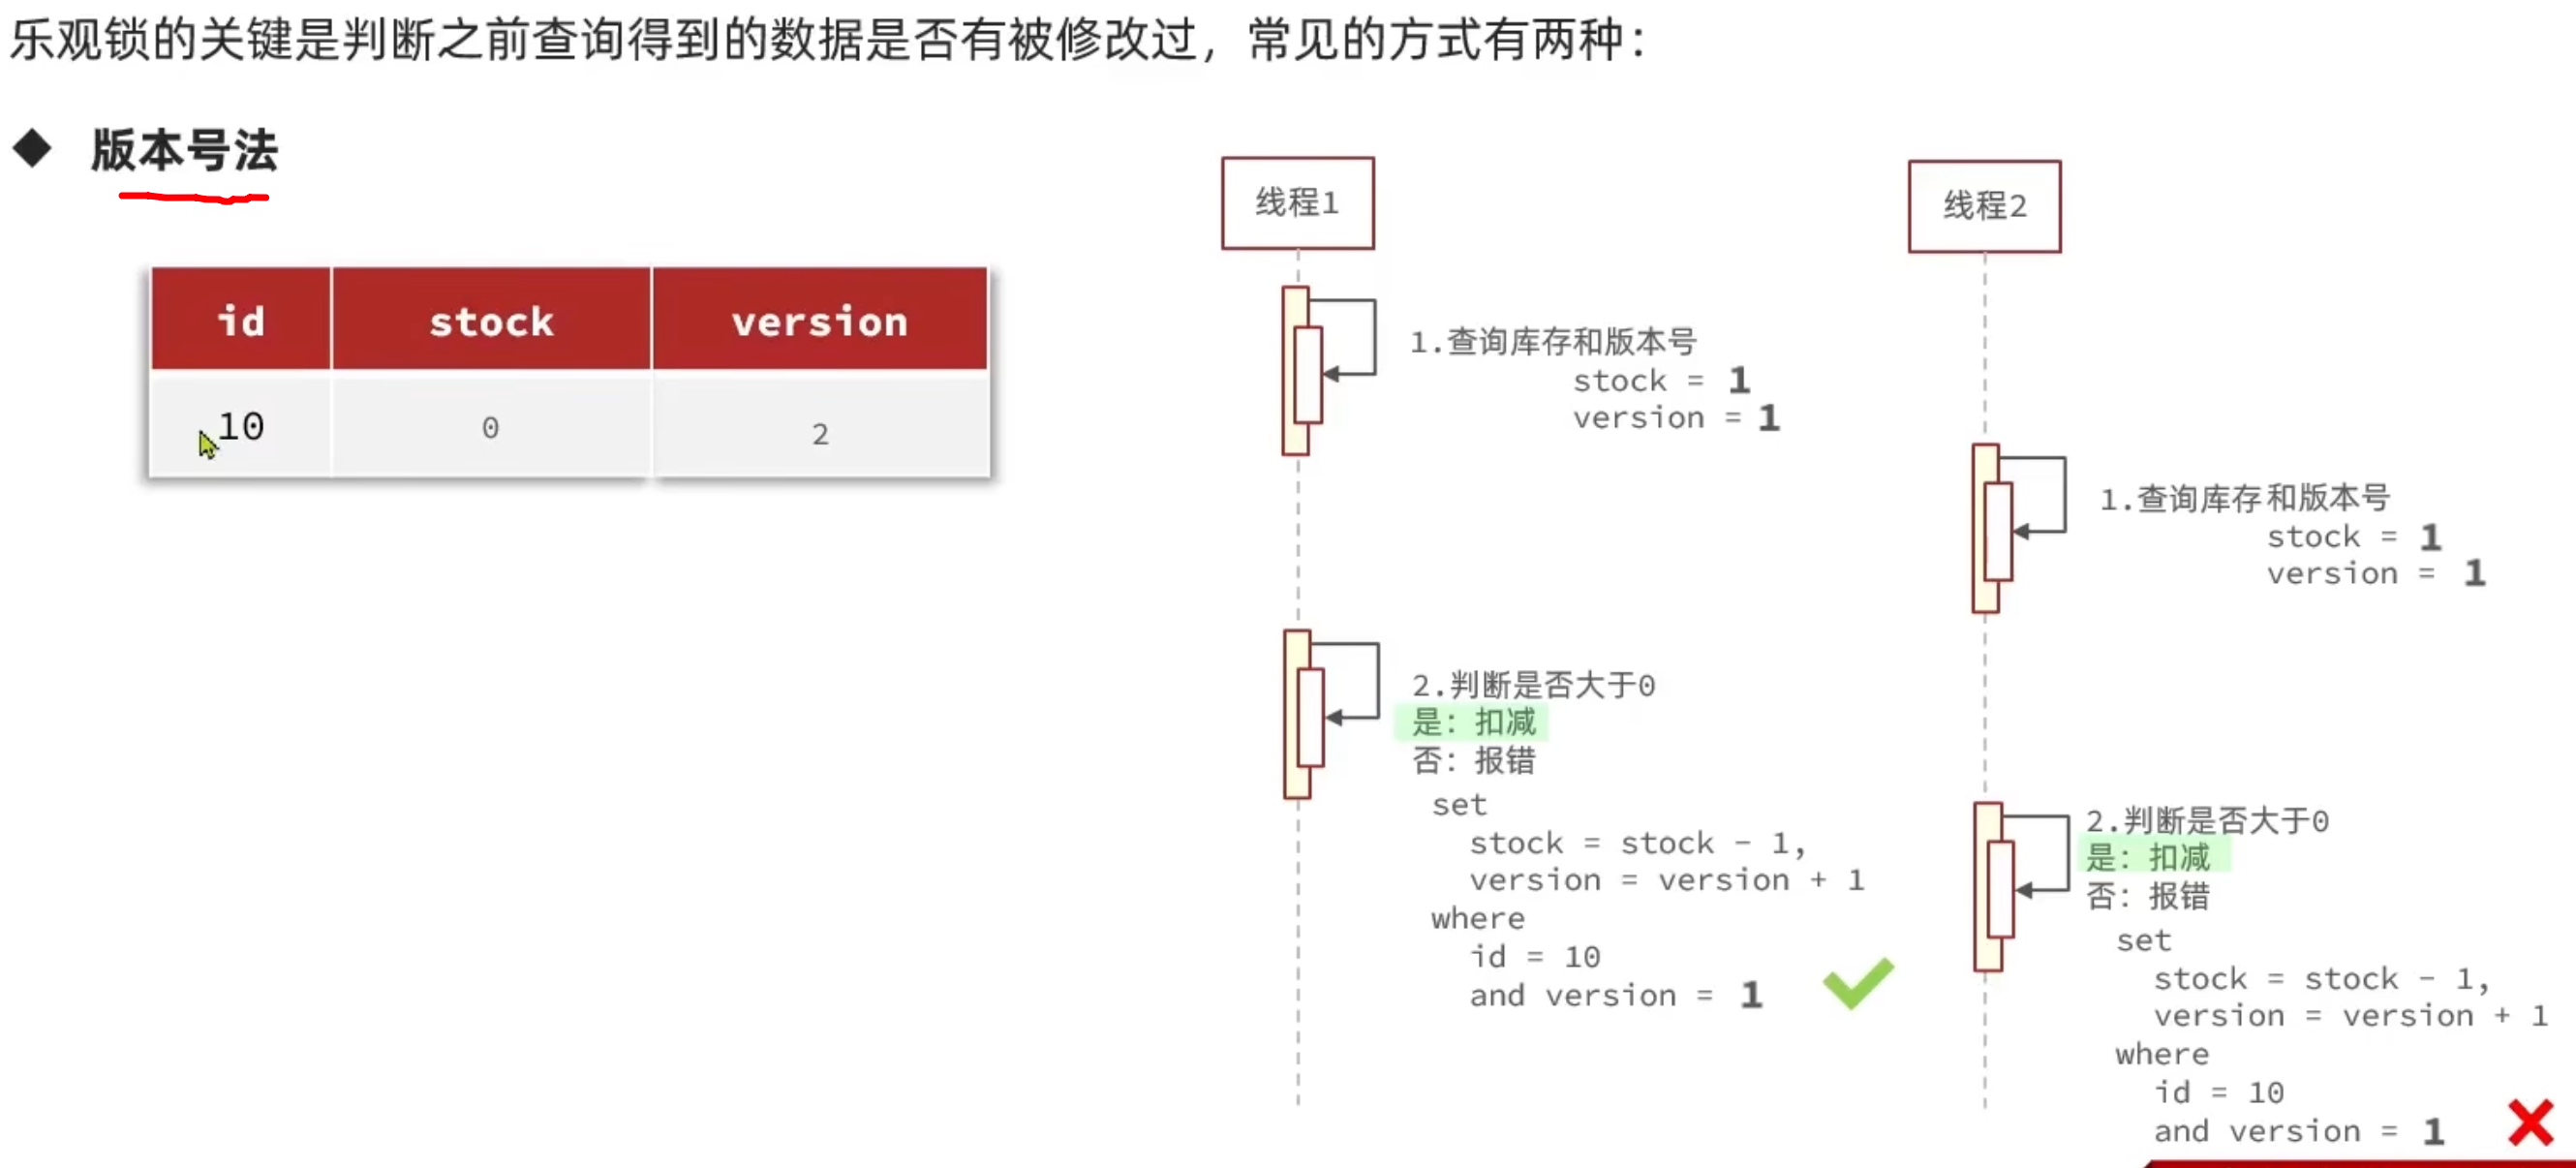 乐观锁的关键是判断之前查询得到的数据是否有被修改过，常见的方式有两种：
◆ 版本号法
id stock version
10 0 2
线程1
1.查询库存和版本号
stock = 1
version = 1
2.判断是否大于0
是：扣减
否：报错
set
stock = stock - 1,
version = version + 1
where
id = 10
and version = 1
线程2
1.查询库存和版本号
stock = 1
version = 1
2.判断是否大于0
是：扣减
否：报错
set
stock = stock - 1,
version = version + 1
where
id = 10
and version = 1